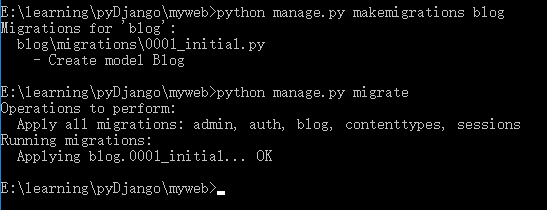 E:\learning\pyDjango\myweb>python manage.py makemigrations blog
Migrations for 'blog':
  blog\migrations\0001_initial.py
    - Create model Blog
E:\learning\pyDjango\myweb>python manage.py migrate
Operations to perform:
  Apply all migrations: admin, auth, blog, contenttypes, sessions
Running migrations:
  Applying blog.0001_initial... OK
E:\learning\pyDjango\myweb>